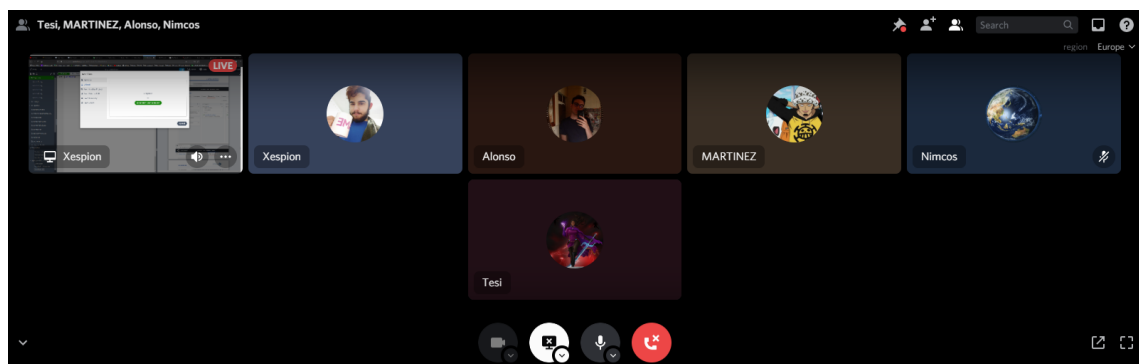 Tesi, MARTINEZ, Alonso, Nimcos
Search
region Europe
LIVE
Xespion
Xespion
Alonso
MARTINEZ
Nimcos
Tesi